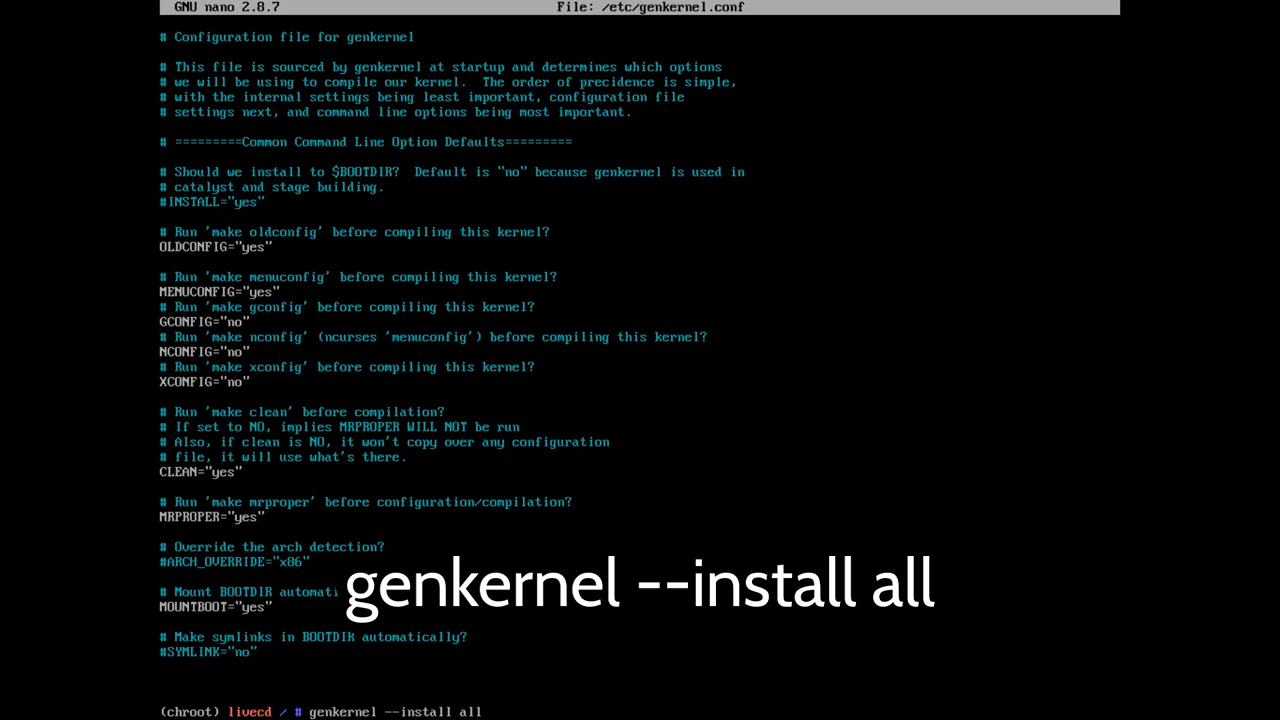 GNU nano 2.8.7 File: /etc/genkernel.conf
# Configuration file for genkernel
# This file is sourced by genkernel at startup and determines which options
# we will be using to compile our kernel.  The order of precidence is simple,
# with the internal settings being least important, configuration file
# settings next, and command line options being most important.
# =========Common Command Line Option Defaults=========
# Should we install to $BOOTDIR?  Default is "no" because genkernel is used in
# catalyst and stage building.
#INSTALL="yes"
# Run 'make oldconfig' before compiling this kernel?
OLDCONFIG="yes"
# Run 'make menuconfig' before compiling this kernel?
MENUCONFIG="yes"
# Run 'make gconfig' before compiling this kernel?
GCONFIG="no"
# Run 'make nconfig' (ncurses 'menuconfig') before compiling this kernel?
NCONFIG="no"
# Run 'make xconfig' before compiling this kernel?
XCONFIG="no"
# Run 'make clean' before compilation?
# If set to NO, implies MRPROPER WILL NOT be run
# Also, if clean is NO, it won't copy over any configuration
# file, it will use what's there.
CLEAN="yes"
# Run 'make mrproper' before configuration/compilation?
MRPROPER="yes"
# Override the arch detection?
#ARCH_OVERRIDE="x86"
# Mount BOOTDIR automati
genkernel --install all
MOUNTBOOT="yes"
# Make symlinks in BOOTDIR automatically?
#SYMLINK="no"
(chroot) livecd / # genkernel --install all